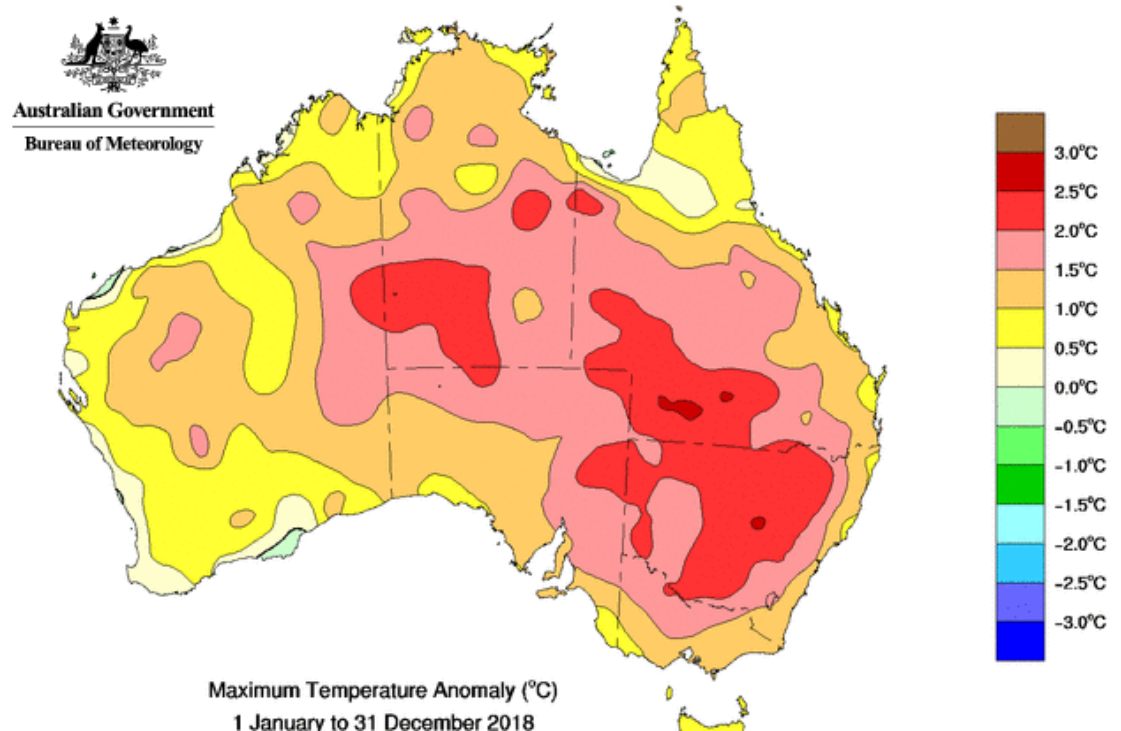 Australian Government
Bureau of Meteorology
3.0°C
2.5°C
2.0°C
1.5°C
1.0°C
0.5°C
0.0°C
-0.5°C
-1.0°C
-1.5°C
-2.0°C
-2.5°C
-3.0°C
Maximum Temperature Anomaly (°C)
1 January to 31 December 2018